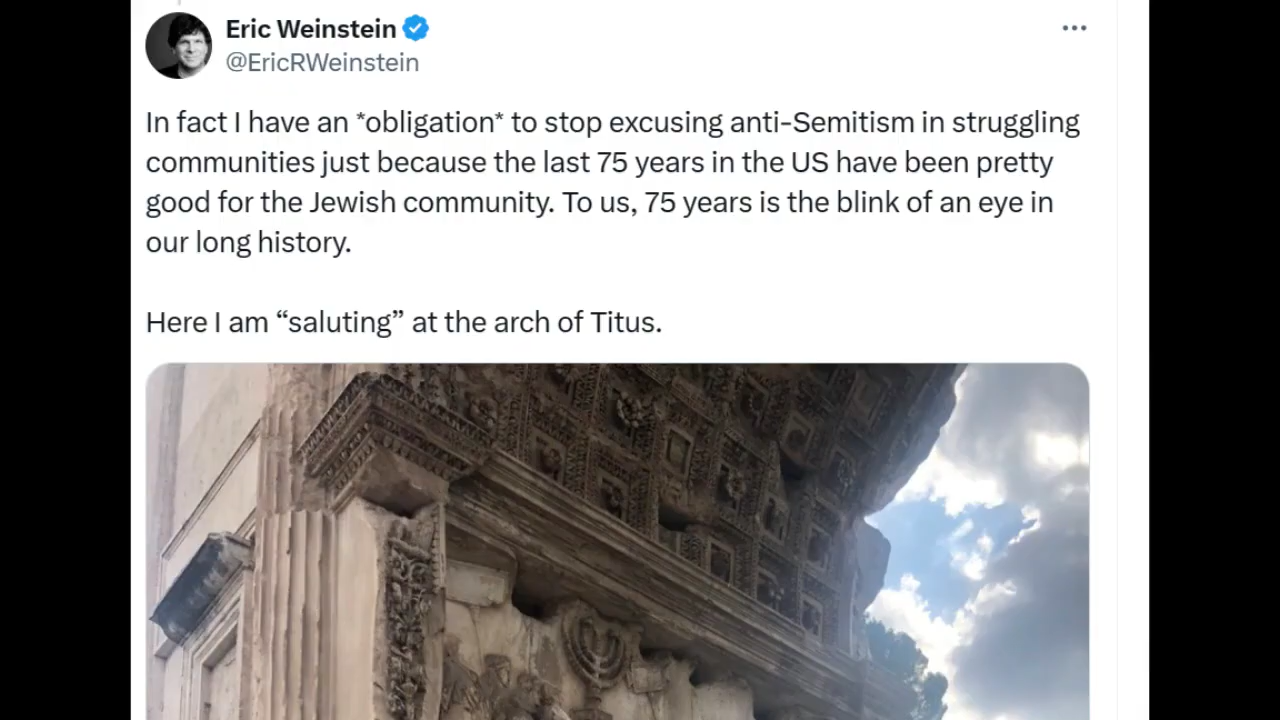 Eric Weinstein
@EricRWeinstein
In fact I have an *obligation* to stop excusing anti-Semitism in struggling
communities just because the last 75 years in the US have been pretty
good for the Jewish community. To us, 75 years is the blink of an eye in
our long history.
Here I am “saluting” at the arch of Titus.